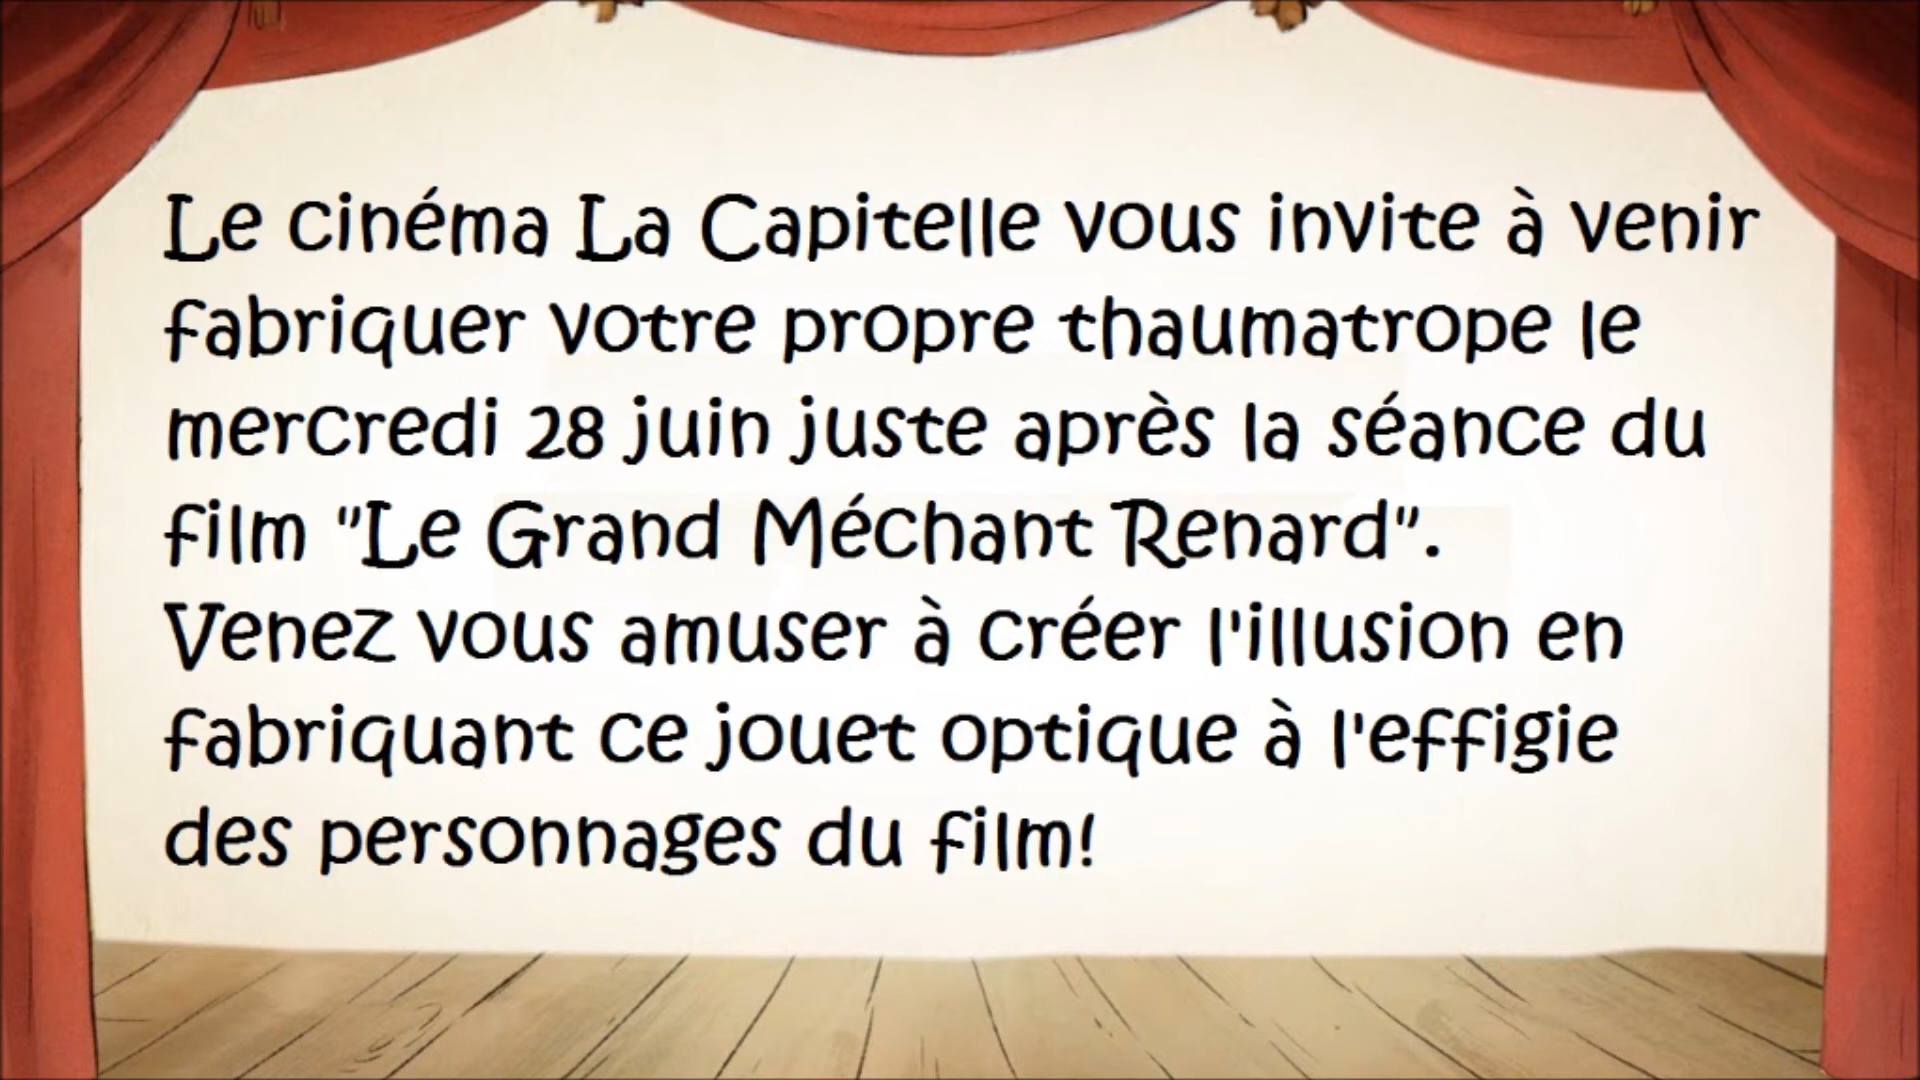 Le cinéma La Capitelle vous invite à venir
fabriquer votre propre thaumatrope le
mercredi 28 juin juste après la séance du
film "Le Grand Méchant Renard".
Venez vous amuser à créer l'illusion en
fabriquant ce jouet optique à l'effigie
des personnages du film!